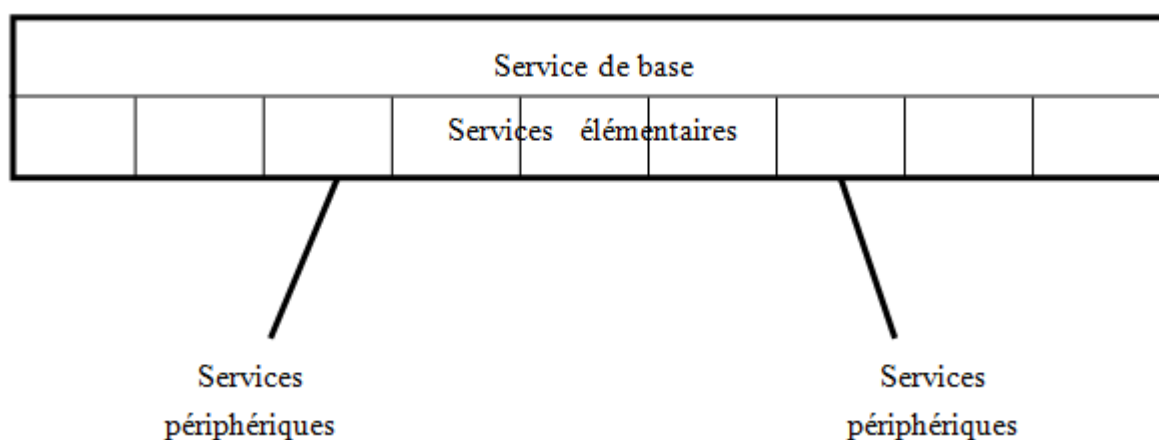 Service de base
Services élémentaires
Services
périphériques
Services
périphériques